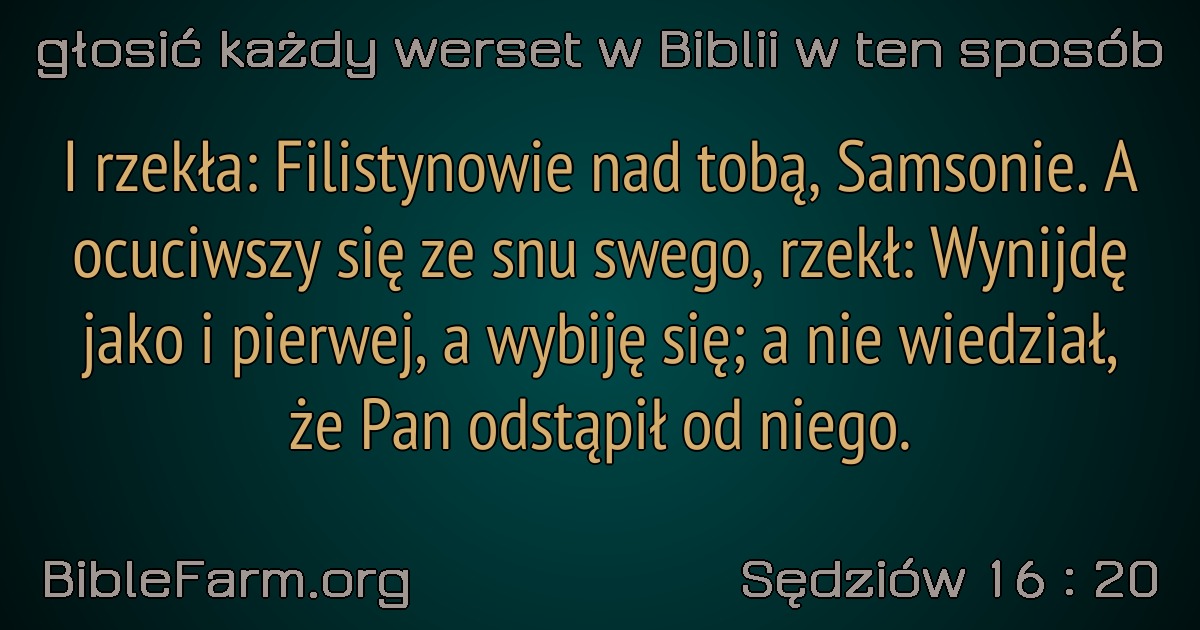 głosić każdy werset w Biblii w ten sposób
I rzekła: Filistynowie nad tobą, Samsonie. A
ocuciwszy się ze snu swego, rzekł: Wynijdę
jako i pierwej, a wybiję się; a nie wiedział,
że Pan odstąpił od niego.
BibleFarm.org
Sędziów 16 : 20